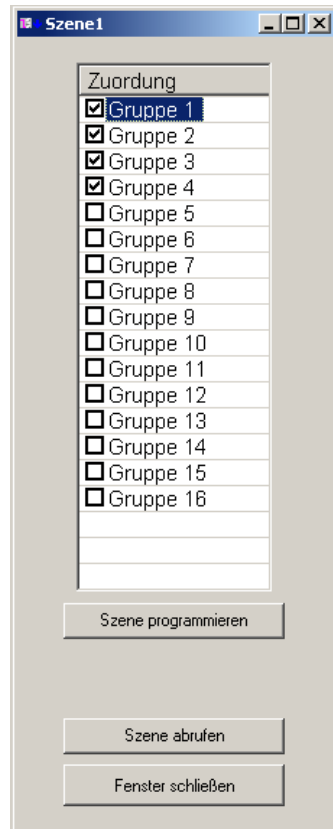 Szene1
Zuordung
Gruppe 1
Gruppe 2
Gruppe 3
Gruppe 4
Gruppe 5
Gruppe 6
Gruppe 7
Gruppe 8
Gruppe 9
Gruppe 10
Gruppe 11
Gruppe 12
Gruppe 13
Gruppe 14
Gruppe 15
Gruppe 16
Szene programmieren
Szene abrufen
Fenster schließen